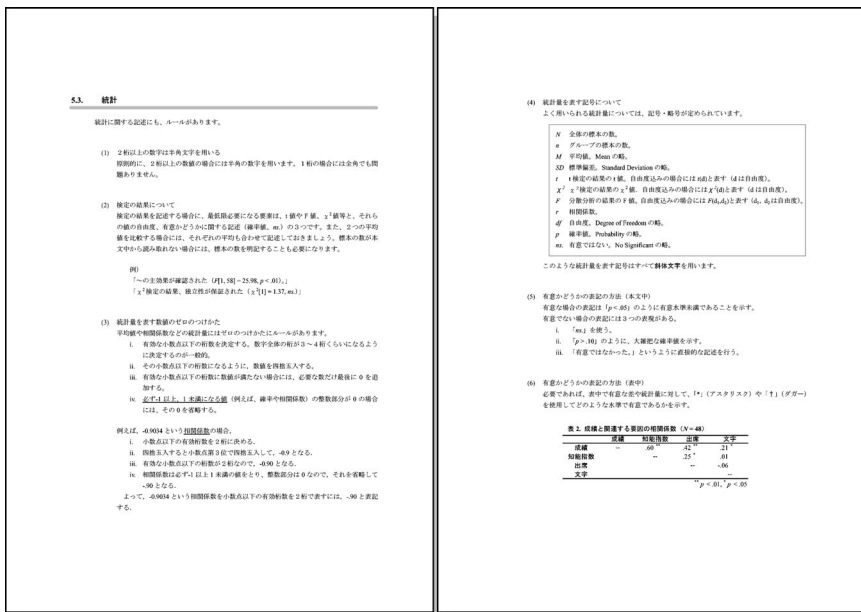 5.3. 統計
統計に関する記述にも、ルールがあります。
(1) ２桁以上の数字は半角文字を用いる
原則的に、２桁以上の数値の場合には半角の数字を用います。１桁の場合には全角でも問
題ありません。
(2) 検定の結果について
検定の結果を記述する場合に、最低限必要になる要素は、t 値や F 値、χ²値等と、それら
の値の自由度、有意かどうかに関する記述（確率値、ns.）の３つです。また、２つの平均
値を比較する場合には、それぞれの平均も合わせて記述しておきましょう。標本の数が本
文中から読み取れない場合は、標本の数を明記することも必要になります。
例）
「～の主効果が確認された（F[1, 58] = 25.98, p < .01）。」
「χ²検定の結果、独立性が保証された（χ²[1] = 1.37, ns.）」
(3) 統計量を表す数値のゼロのつけかた
平均値や相関係数などの統計量にはゼロのつけかたにルールがあります。
i. 有効な小数点以下の桁数を決定する。数字全体の桁が３～４桁くらいになるよう
に決定するのが一般的。
ii. その小数点以下の桁数になるように、数値を四捨五入する。
iii. 有効な小数点以下の桁数に数値が満たない場合には、必要な数だけ最後に 0 を追
加する。
iv. 必ず-1 以上、1 未満になる値（例えば、確率や相関係数）の整数部分が 0 の場合
には、その 0 を省略する。
例えば、-0.9034 という相関係数の場合、
i. 小数点以下の有効桁数を２桁に決める．
ii. 四捨五入すると小数点第３位で四捨五入して、-0.9 となる．
iii. 有効な小数点以下の桁数が２桁なので、-0.90 となる．
iv. 相関係数は必ず-1 以上 1 未満の値をとり、整数部分は 0 なので、それを省略して
-.90 となる．
よって、-0.9034 という相関係数を小数点以下の有効桁数を２桁で表すには、-.90 と表記
する．
(4) 統計量を表す記号について
よく用いられる統計量については、記号・略号が定められています。
N 全体の標本の数。
n グループの標本の数。
M 平均値。Mean の略。
SD 標準偏差。Standard Deviation の略。
t t 検定の結果の t 値。自由度込みの場合には t(d)と表す（d は自由度）。
χ² χ²検定の結果のχ²値。自由度込みの場合にはχ²(d)と表す（d は自由度）。
F 分散分析の結果の F 値。自由度込みの場合には F(d₁,d₂)と表す（d₁, d₂は自由度）。
r 相関係数。
df 自由度。Degree of Freedom の略。
p 確率値。Probability の略。
ns. 有意ではない。No Significant の略。
このような統計量を表す記号はすべて斜体文字を用います。
(5) 有意かどうかの表記の方法（本文中）
有意な場合の表記は「p < .05」のように有意水準未満であることを示す。
有意でない場合の表記には３つの表現がある。
i. 「ns.」を使う。
ii. 「p > .10」のように、大雑把な確率値を示す。
iii. 「有意ではなかった。」というように直接的な記述を行う。
(6) 有意かどうかの表記の方法（表中）
必要であれば、表中で有意な差や統計量に対して、「*」（アスタリスク）や「†」（ダガー）
を使用してどのような水準で有意であるかを示す。
表 2. 成績と関連する要因の相関係数（N = 48）
成績 知能指数 出席 文字
成績 -- .60 ** .42 ** .21 *
知能指数 -- .25 * .01
出席 -- -.06
文字 --
** p < .01, * p < .05